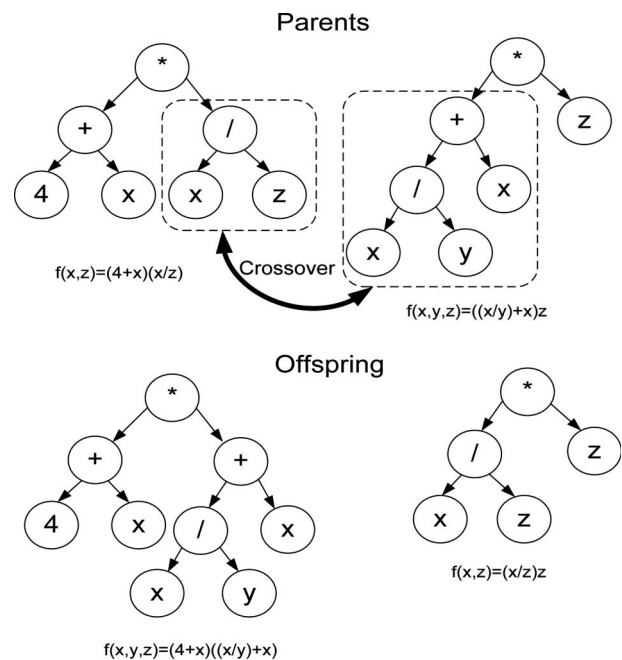 Parents
*
*
+
/
+
z
4
x
x
z
/
x
x
y
Crossover
f(x,z)=(4+x)(x/z)
f(x,y,z)=((x/y)+x)z
Offspring
*
*
+
+
/
z
4
x
/
x
x
z
x
y
f(x,z)=(x/z)z
f(x,y,z)=(4+x)((x/y)+x)